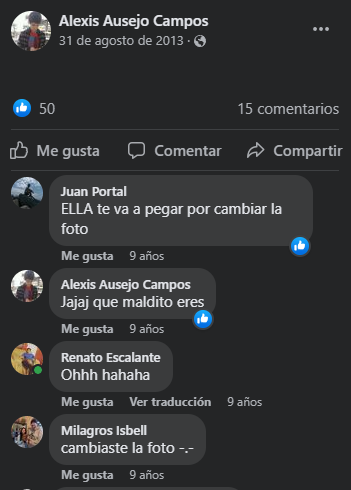 Alexis Ausejo Campos
31 de agosto de 2013 ·
50
15 comentarios
Me gusta
Comentar
Compartir
Juan Portal
ELLA te va a pegar por cambiar la
foto
Me gusta 9 años
Alexis Ausejo Campos
Jajaj que maldito eres
Me gusta 9 años
Renato Escalante
Ohhh hahaha
Me gusta Ver traducción 9 años
Milagros Isbell
cambiaste la foto -.-
Me gusta 9 años